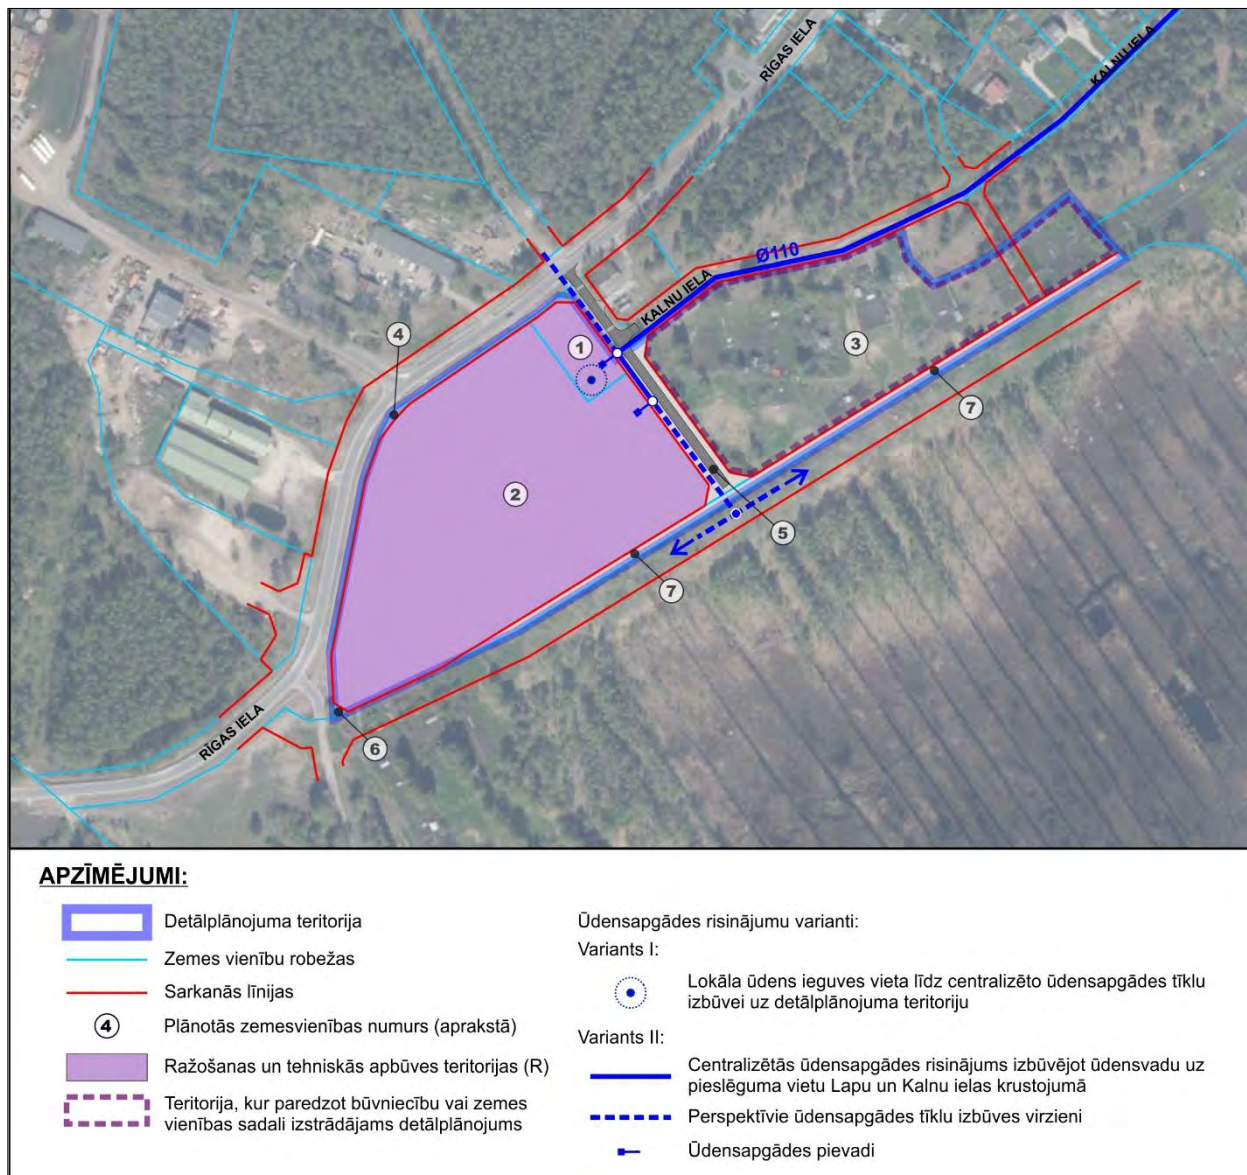 RĪGAS IELA
KALNU IELA
Ø110
KALNU IELA
4
1
3
2
7
5
7
RĪGAS IELA
6
APZĪMĒJUMI:
Detālplānojuma teritorija
Zemes vienību robežas
Sarkanās līnijas
4 Plānotās zemesvienības numurs (aprakstā)
Ražošanas un tehniskās apbūves teritorijas (R)
Teritorija, kur paredzot būvniecību vai zemes
vienības sadali izstrādājams detālplānojums
Ūdensapgādes risinājumu varianti:
Variants I:
Lokāla ūdens ieguves vieta līdz centralizēto ūdensapgādes tīklu
izbūvei uz detālplānojuma teritoriju
Variants II:
Centralizētās ūdensapgādes risinājums izbūvējot ūdensvadu uz
pieslēguma vietu Lapu un Kalnu ielas krustojumā
Perspektīvie ūdensapgādes tīklu izbūves virzieni
Ūdensapgādes pievadi